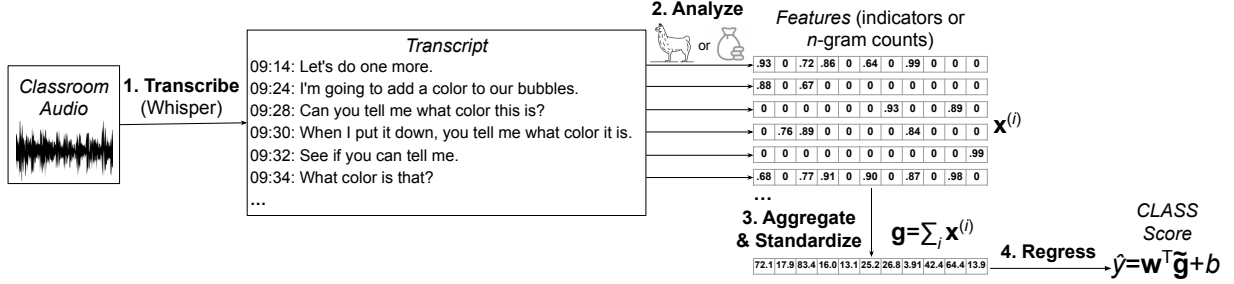 Classroom
Audio
1. Transcribe
(Whisper)
Transcript
09:14: Let's do one more.
09:24: I'm going to add a color to our bubbles.
09:28: Can you tell me what color this is?
09:30: When I put it down, you tell me what color it is.
09:32: See if you can tell me.
09:34: What color is that?
...
2. Analyze
or
Features (indicators or
n-gram counts)
.93 0 .72 .86 0 .64 0 .99 0 0 0
.88 0 .67 0 0 0 0 0 0 0 0
0 0 0 0 0 0 .93 0 0 .89 0
0 .76 .89 0 0 0 0 .84 0 0 0
0 0 0 0 0 0 0 0 0 0 .99
.68 0 .77 .91 0 .90 0 .87 0 .98 0
...
x(i)
3. Aggregate
& Standardize
g=∑i x(i)
72.1 17.9 83.4 16.0 13.1 25.2 26.8 3.91 42.4 64.4 13.9
4. Regress
CLASS
Score
ŷ=wᵀg̃+b